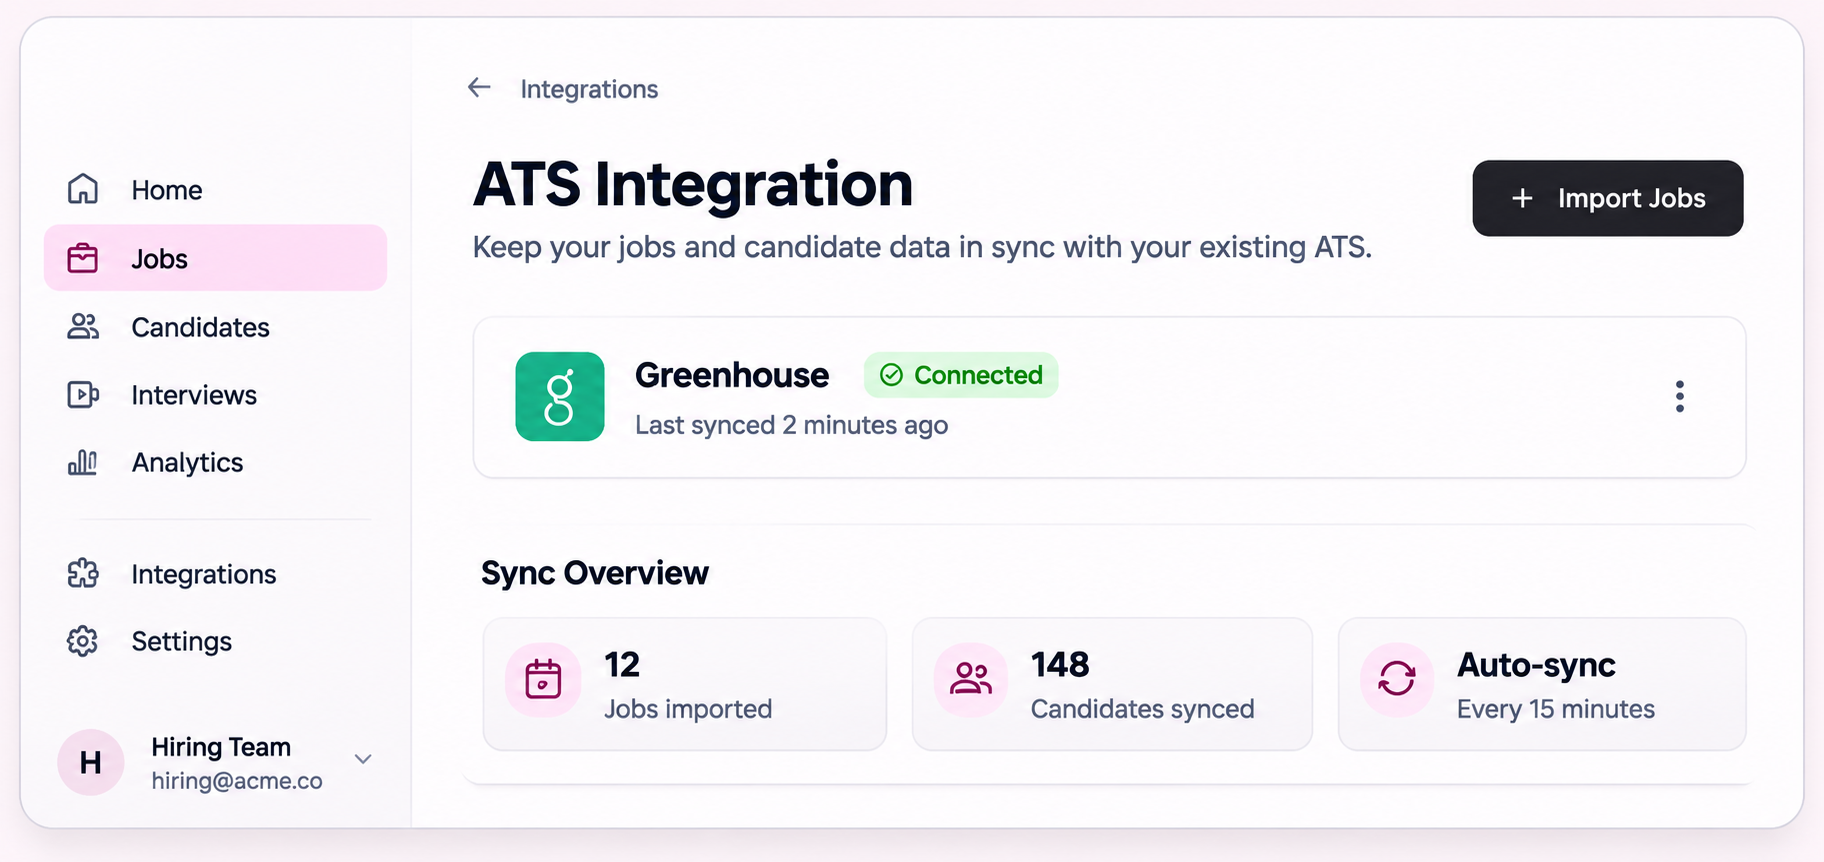 Home
Jobs
Candidates
Interviews
Analytics
Integrations
Settings
H
Hiring Team
hiring@acme.co
Integrations
ATS Integration
Keep your jobs and candidate data in sync with your existing ATS.
Import Jobs
g
Greenhouse
Connected
Last synced 2 minutes ago
Sync Overview
12
Jobs imported
148
Candidates synced
Auto-sync
Every 15 minutes